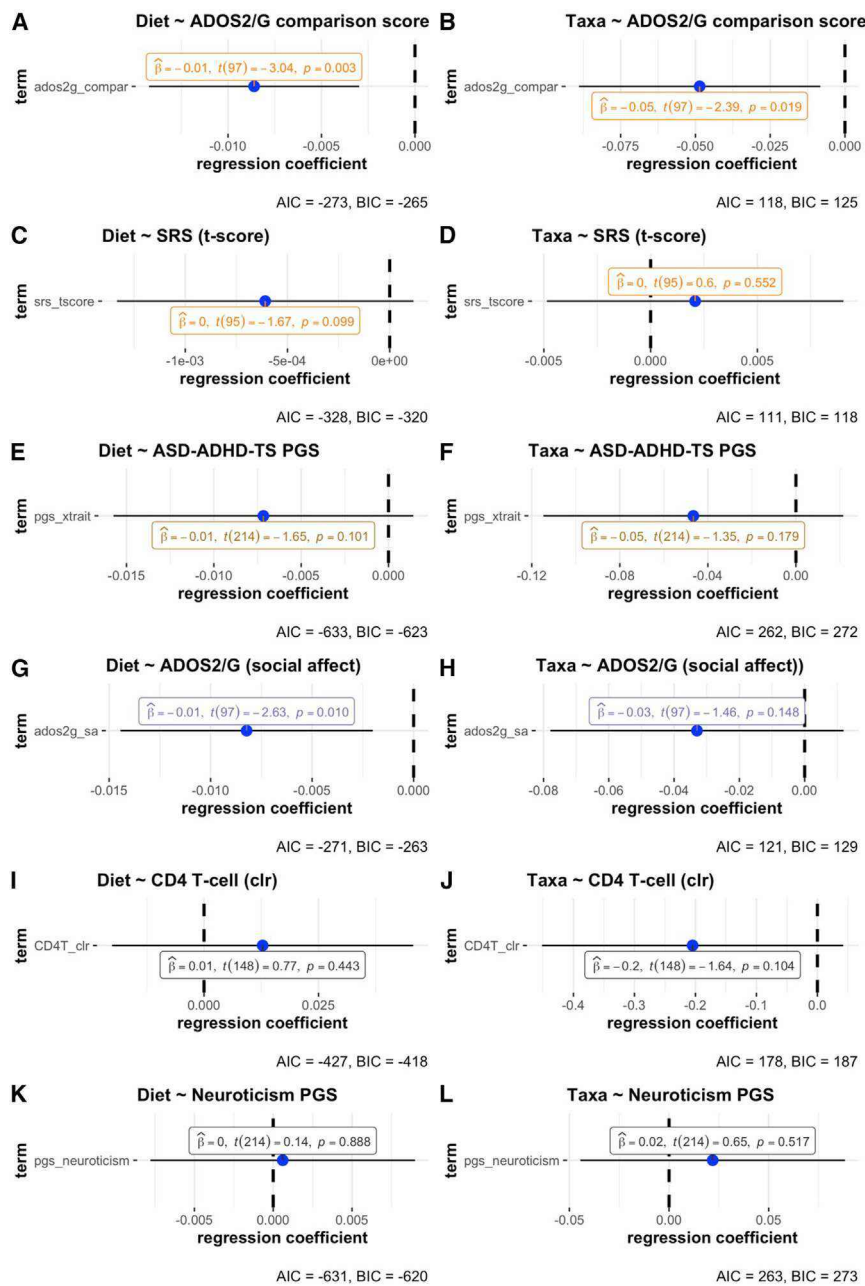 A Diet ~ ADOS2/G comparison score
term
ados2g_compar
β̂ = −0.01, t(97) = −3.04, p = 0.003
-0.010 -0.005 0.000
regression coefficient
AIC = -273, BIC = -265
B Taxa ~ ADOS2/G comparison score
term
ados2g_compar
β̂ = −0.05, t(97) = −2.39, p = 0.019
-0.075 -0.050 -0.025 0.000
regression coefficient
AIC = 118, BIC = 125
C Diet ~ SRS (t-score)
term
srs_tscore
β̂ = 0, t(95) = −1.67, p = 0.099
-1e-03 -5e-04 0e+00
regression coefficient
AIC = -328, BIC = -320
D Taxa ~ SRS (t-score)
term
srs_tscore
β̂ = 0, t(95) = 0.6, p = 0.552
-0.005 0.000 0.005
regression coefficient
AIC = 111, BIC = 118
E Diet ~ ASD-ADHD-TS PGS
term
pgs_xtrait
β̂ = −0.01, t(214) = −1.65, p = 0.101
-0.015 -0.010 -0.005 0.000
regression coefficient
AIC = -633, BIC = -623
F Taxa ~ ASD-ADHD-TS PGS
term
pgs_xtrait
β̂ = −0.05, t(214) = −1.35, p = 0.179
-0.12 -0.08 -0.04 0.00
regression coefficient
AIC = 262, BIC = 272
G Diet ~ ADOS2/G (social affect)
term
ados2g_sa
β̂ = −0.01, t(97) = −2.63, p = 0.010
-0.015 -0.010 -0.005 0.000
regression coefficient
AIC = -271, BIC = -263
H Taxa ~ ADOS2/G (social affect))
term
ados2g_sa
β̂ = −0.03, t(97) = −1.46, p = 0.148
-0.08 -0.06 -0.04 -0.02 0.00
regression coefficient
AIC = 121, BIC = 129
I Diet ~ CD4 T-cell (clr)
term
CD4T_clr
β̂ = 0.01, t(148) = 0.77, p = 0.443
0.000 0.025
regression coefficient
AIC = -427, BIC = -418
J Taxa ~ CD4 T-cell (clr)
term
CD4T_clr
β̂ = −0.2, t(148) = −1.64, p = 0.104
-0.4 -0.3 -0.2 -0.1 0.0
regression coefficient
AIC = 178, BIC = 187
K Diet ~ Neuroticism PGS
term
pgs_neuroticism
β̂ = 0, t(214) = 0.14, p = 0.888
-0.005 0.000 0.005
regression coefficient
AIC = -631, BIC = -620
L Taxa ~ Neuroticism PGS
term
pgs_neuroticism
β̂ = 0.02, t(214) = 0.65, p = 0.517
-0.05 0.00 0.05
regression coefficient
AIC = 263, BIC = 273